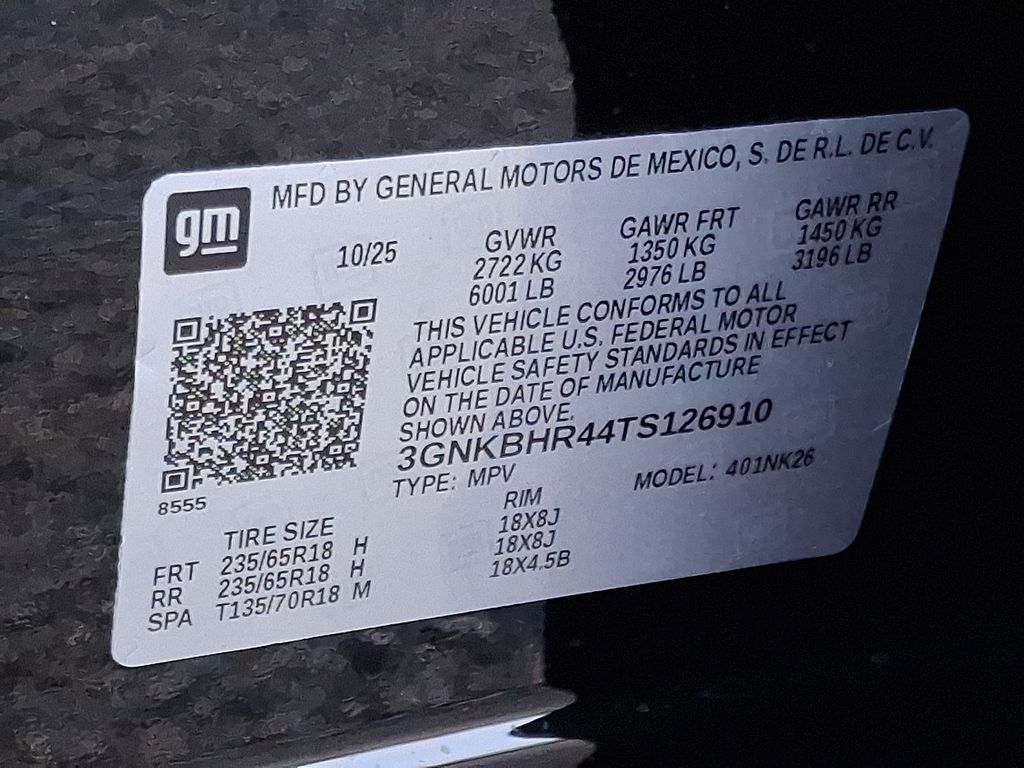 gm
MFD BY GENERAL MOTORS DE MEXICO, S. DE R.L. DE C.V.
10/25 GVWR GAWR FRT GAWR RR
2722 KG 1350 KG 1450 KG
6001 LB 2976 LB 3196 LB
THIS VEHICLE CONFORMS TO ALL
APPLICABLE U.S. FEDERAL MOTOR
VEHICLE SAFETY STANDARDS IN EFFECT
ON THE DATE OF MANUFACTURE
SHOWN ABOVE.
3GNKBHR44TS126910
TYPE: MPV MODEL: 401NK26
8555
TIRE SIZE RIM
FRT 235/65R18 H 18X8J
RR 235/65R18 H 18X8J
SPA T135/70R18 M 18X4.5B